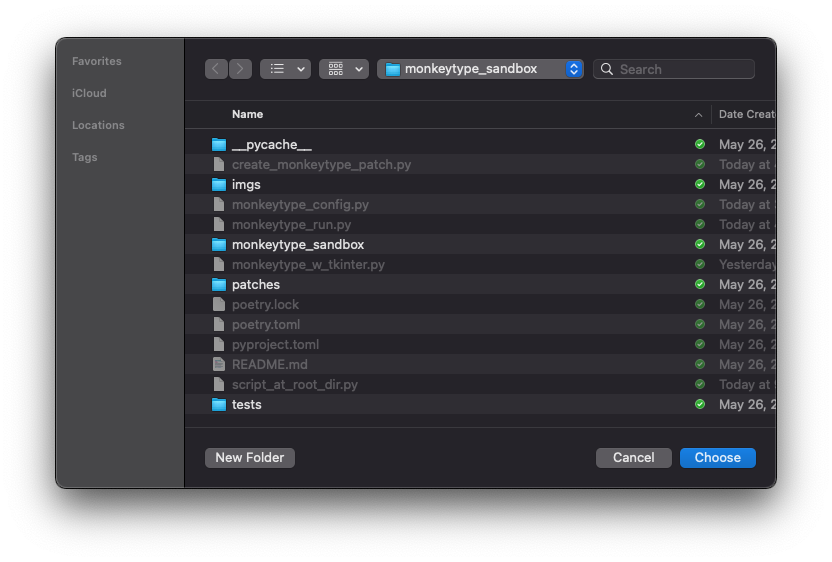 Favorites
iCloud
Locations
Tags
monkeytype_sandbox
Search
Name Date Creat
__pycache__ May 26, 2
create_monkeytype_patch.py Today at
imgs May 26, 2
monkeytype_config.py Today at
monkeytype_run.py Today at
monkeytype_sandbox May 26, 2
monkeytype_w_tkinter.py Yesterday
patches May 26, 2
poetry.lock May 26, 2
poetry.toml May 26, 2
pyproject.toml May 26, 2
README.md May 26, 2
script_at_root_dir.py Today at
tests May 26, 2
New Folder Cancel Choose